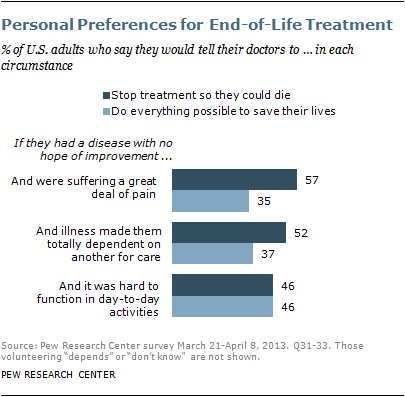 Personal Preferences for End-of-Life Treatment
% of U.S. adults who say they would tell their doctors to ... in each
circumstance
Stop treatment so they could die
Do everything possible to save their lives
If they had a disease with no
hope of improvement ...
And were suffering a great
deal of pain
57
35
And illness made them
totally dependent on
another for care
52
37
And it was hard to
function in day-to-day
activities
46
46
Source: Pew Research Center survey March 21-April 8, 2013. Q31-33. Those
volunteering “depends” or “don’t know” are not shown.
PEW RESEARCH CENTER